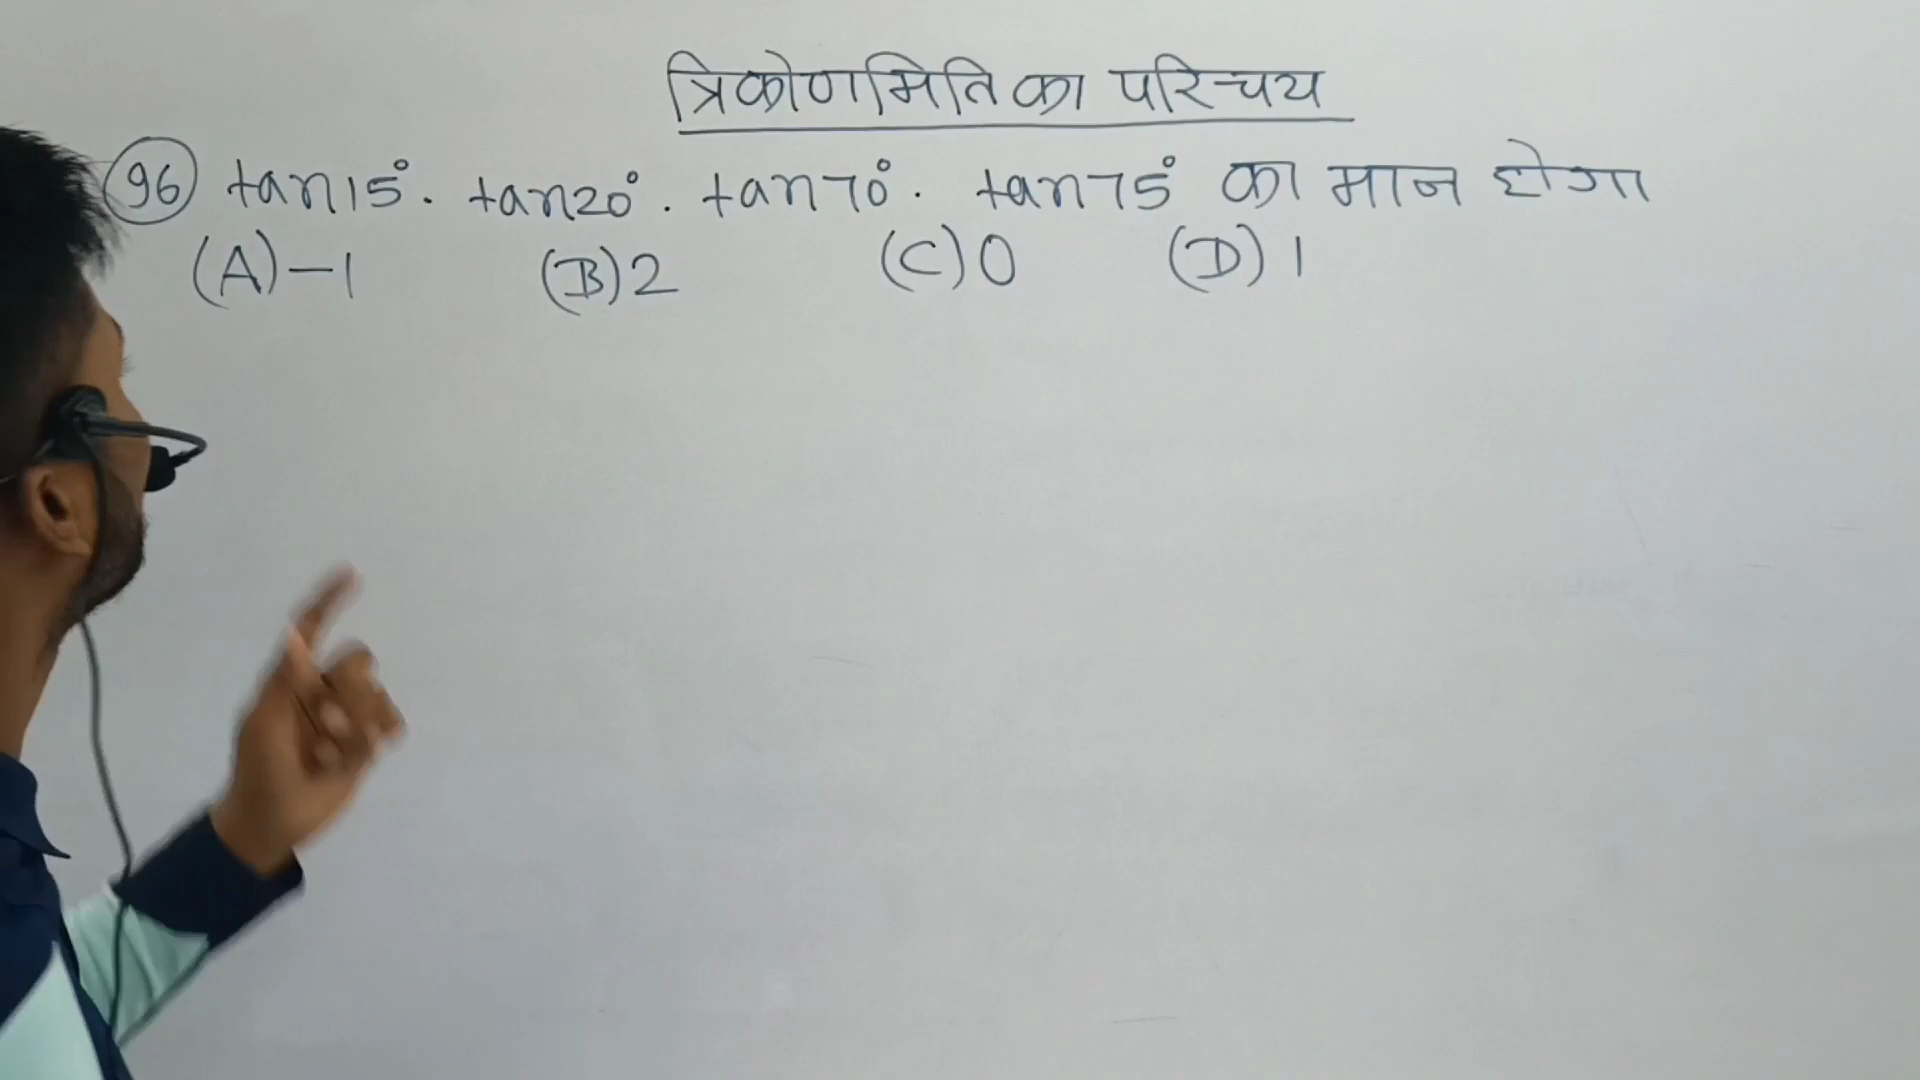 त्रिकोणमिति का परिचय
96 tan15°. tan20°. tan70°. tan75° का मान होगा
(A)-1 (B)2 (C)0 (D)1